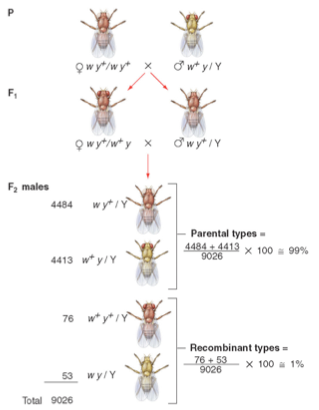 P
♀ w y⁺/w y⁺ × ♂ w⁺ y / Y
F₁
♀ w y⁺/w⁺ y × ♂ w y⁺/ Y
F₂ males
4484 w y⁺ / Y
Parental types =
4484 + 4413
9026
× 100 ≅ 99%
4413 w⁺ y / Y
76 w⁺ y⁺ / Y
Recombinant types =
76 + 53
9026
× 100 ≅ 1%
53 w y / Y
Total 9026